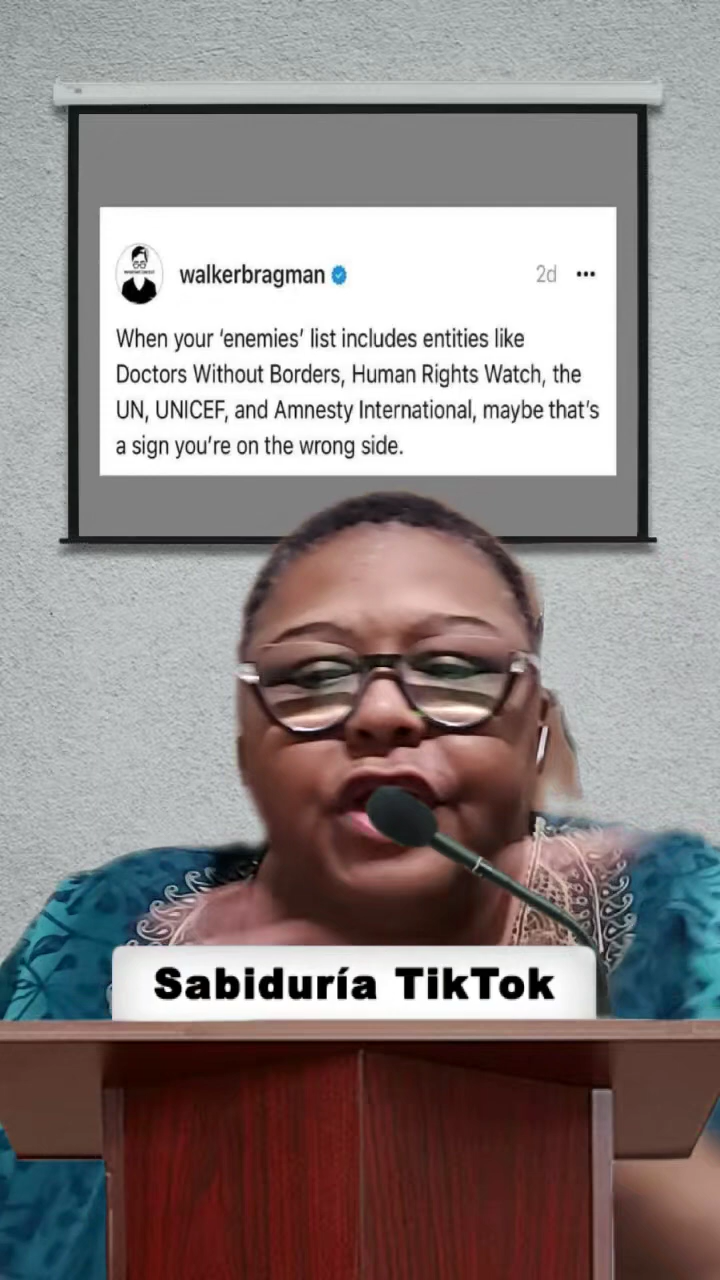 walkerbragman
2d
When your ‘enemies’ list includes entities like
Doctors Without Borders, Human Rights Watch, the
UN, UNICEF, and Amnesty International, maybe that’s
a sign you’re on the wrong side.
Sabiduría TikTok